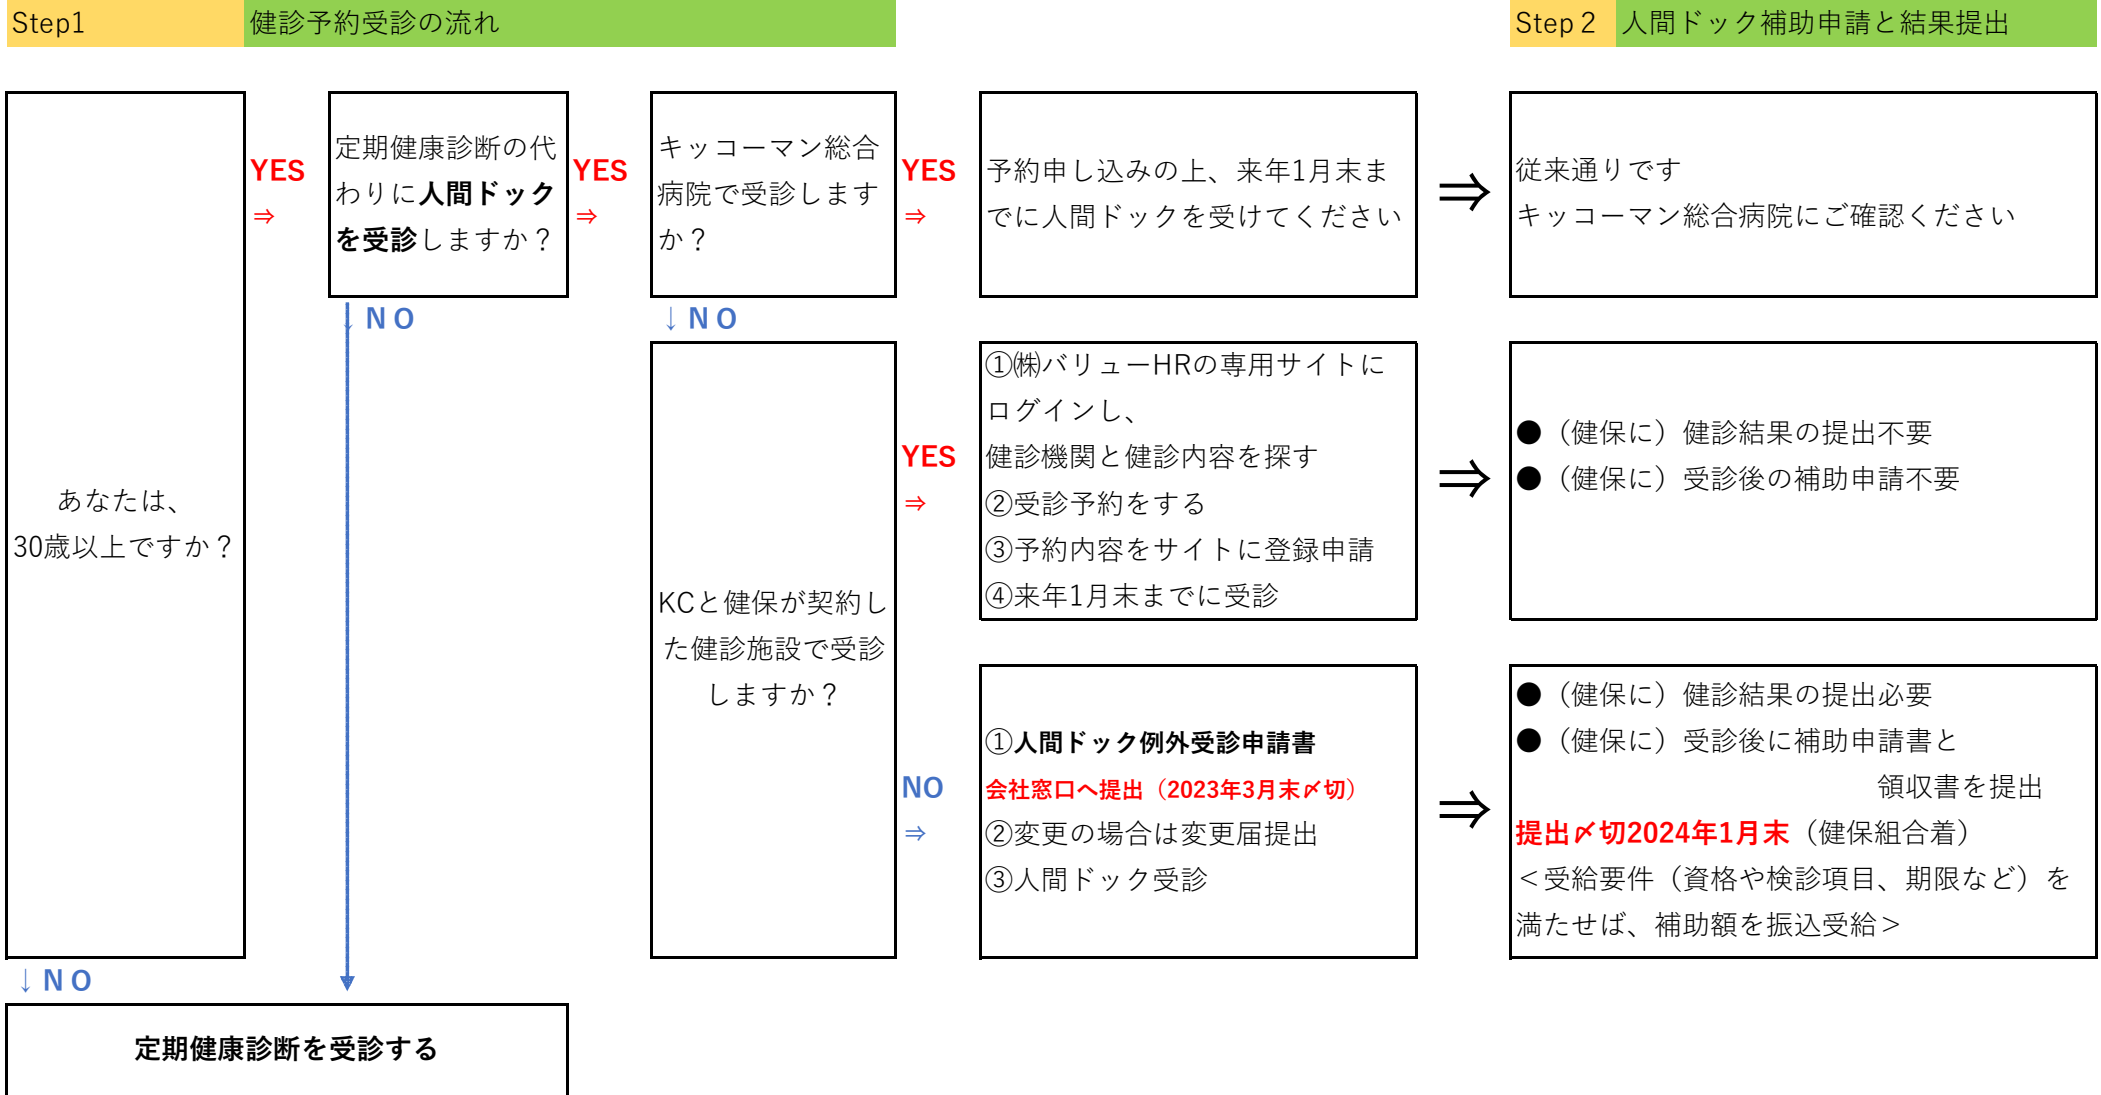 Step1
健診予約受診の流れ
Step 2
人間ドック補助申請と結果提出
あなたは、
30歳以上ですか？
YES
⇒
定期健康診断の代
わりに人間ドック
を受診しますか？
YES
⇒
キッコーマン総合
病院で受診します
か？
YES
⇒
予約申し込みの上、来年1月末ま
でに人間ドックを受けてください
⇒
従来通りです
キッコーマン総合病院にご確認ください
↓ＮＯ
↓ＮＯ
KCと健保が契約し
た健診施設で受診
しますか？
YES
⇒
①㈱バリューHRの専用サイトに
ログインし、
健診機関と健診内容を探す
②受診予約をする
③予約内容をサイトに登録申請
④来年1月末までに受診
⇒
●（健保に）健診結果の提出不要
●（健保に）受診後の補助申請不要
NO
⇒
①人間ドック例外受診申請書
会社窓口へ提出（2023年3月末〆切）
②変更の場合は変更届提出
③人間ドック受診
⇒
●（健保に）健診結果の提出必要
●（健保に）受診後に補助申請書と
領収書を提出
提出〆切2024年1月末（健保組合着）
＜受給要件（資格や検診項目、期限など）を
満たせば、補助額を振込受給＞
↓ＮＯ
定期健康診断を受診する